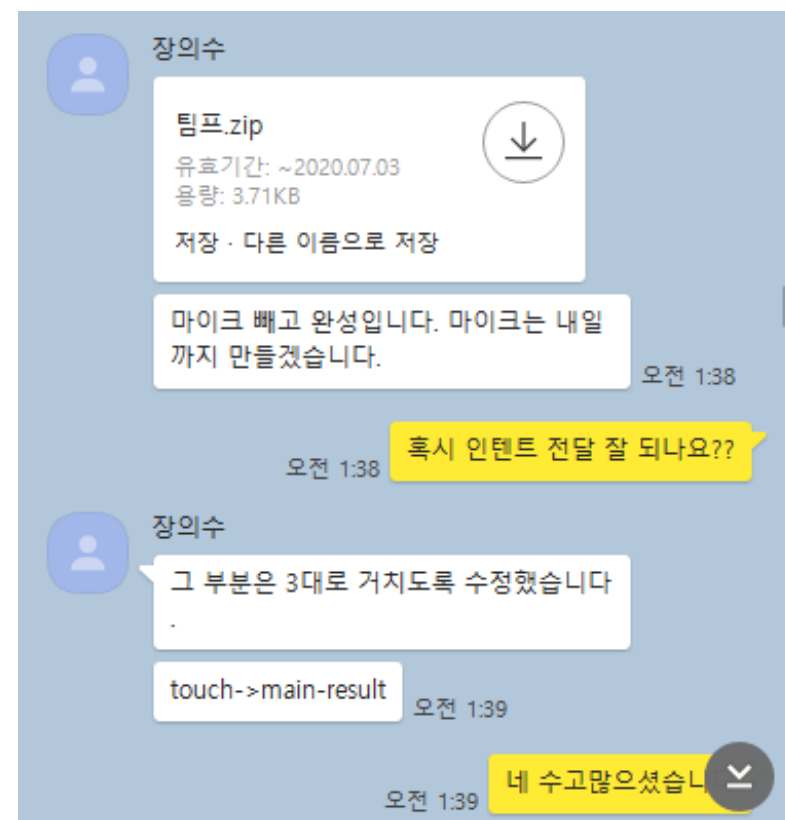 장의수
팀프.zip
유효기간: ~2020.07.03
용량: 3.71KB
저장 · 다른 이름으로 저장
마이크 빼고 완성입니다. 마이크는 내일
까지 만들겠습니다.
오전 1:38
혹시 인텐트 전달 잘 되나요??
오전 1:38
장의수
그 부분은 3대로 거치도록 수정했습니다
.
touch->main-result
오전 1:39
네 수고많으셨습니
오전 1:39